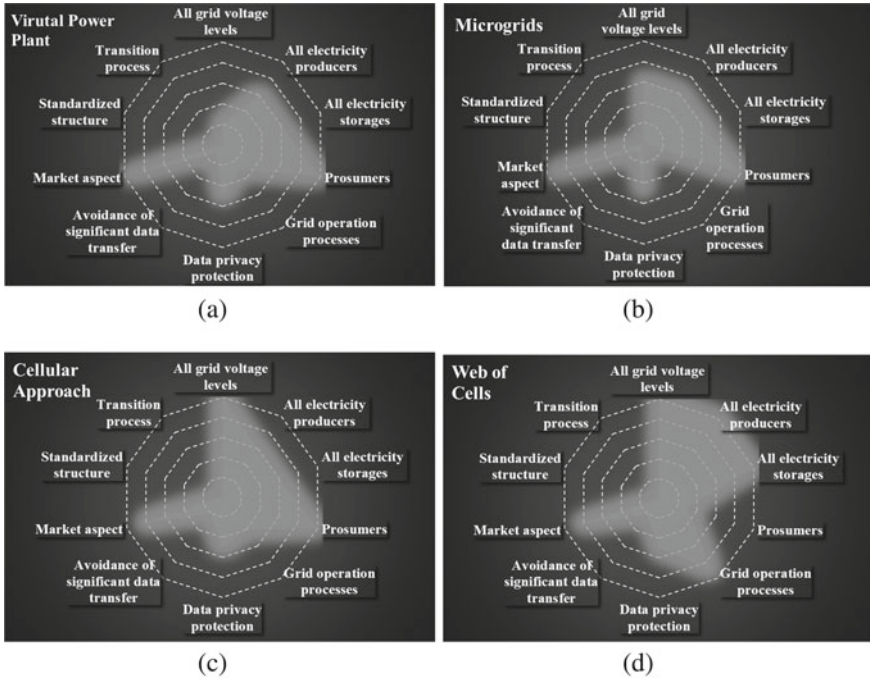 Virutal Power
Plant
All grid voltage
levels
Transition
process
All electricity
producers
Standardized
structure
All electricity
storages
Market aspect
Prosumers
Avoidance of
significant data
transfer
Grid operation
processes
Data privacy
protection
(a)
Microgrids
All grid
voltage levels
Transition
process
All electricity
producers
Standardized
structure
All electricity
storages
Market
aspect
Prosumers
Avoidance of
significant
data transfer
Grid
operation
processes
Data privacy
protection
(b)
Cellular
Approach
All grid voltage
levels
Transition
process
All electricity
producers
Standardized
structure
All electricity
storages
Market aspect
Prosumers
Avoidance of
significant data
transfer
Grid operation
processes
Data privacy
protection
(c)
Web of
Cells
All grid voltage
levels
Transition
process
All electricity
producers
Standardized
structure
All electricity
storages
Market aspect
Prosumers
Avoidance of
significant data
transfer
Grid operation
processes
Data privacy
protection
(d)